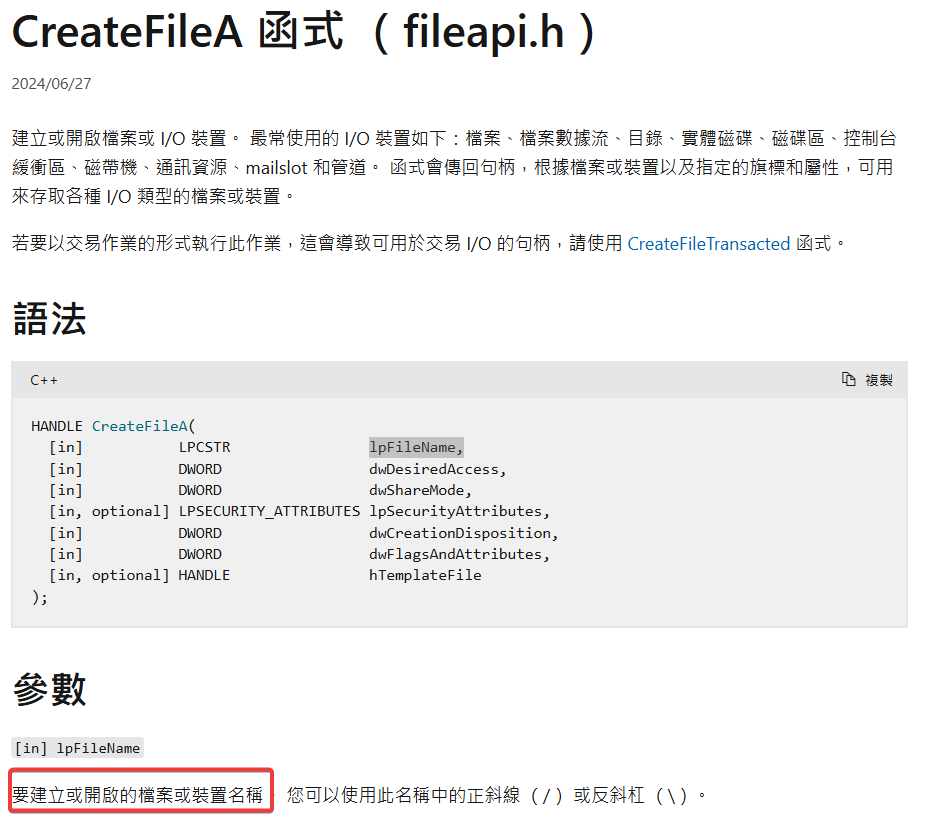 CreateFileA 函式 （fileapi.h）
2024/06/27
建立或開啟檔案或 I/O 裝置。 最常使用的 I/O 裝置如下：檔案、檔案數據流、目錄、實體磁碟、磁碟區、控制台
緩衝區、磁帶機、通訊資源、mailslot 和管道。 函式會傳回句柄，根據檔案或裝置以及指定的旗標和屬性，可用
來存取各種 I/O 類型的檔案或裝置。
若要以交易作業的形式執行此作業，這會導致可用於交易 I/O 的句柄，請使用 CreateFileTransacted 函式。
語法
C++ 複製
HANDLE CreateFileA(
  [in]           LPCSTR                lpFileName,
  [in]           DWORD                 dwDesiredAccess,
  [in]           DWORD                 dwShareMode,
  [in, optional] LPSECURITY_ATTRIBUTES lpSecurityAttributes,
  [in]           DWORD                 dwCreationDisposition,
  [in]           DWORD                 dwFlagsAndAttributes,
  [in, optional] HANDLE                hTemplateFile
);
參數
[in] lpFileName
要建立或開啟的檔案或裝置名稱 您可以使用此名稱中的正斜線（/）或反斜杠（\）。